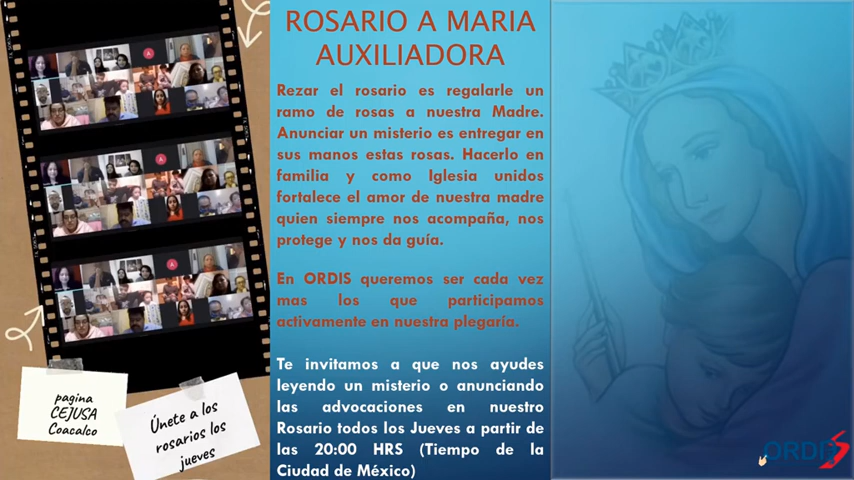 ROSARIO A MARIA
AUXILIADORA
Rezar el rosario es regalarle un
ramo de rosas a nuestra Madre.
Anunciar un misterio es entregar en
sus manos estas rosas. Hacerlo en
familia y como Iglesia unidos
fortalece el amor de nuestra madre
quien siempre nos acompaña, nos
protege y nos da guía.
En ORDIS queremos ser cada vez
mas los que participamos
activamente en nuestra plegaría.
Te invitamos a que nos ayudes
leyendo un misterio o anunciando
las advocaciones en nuestro
Rosario todos los Jueves a partir de
las 20:00 HRS (Tiempo de la
Ciudad de México)
pagina
CEJUSA
Coacalco
Únete a los
rosarios los
jueves
ORDIS